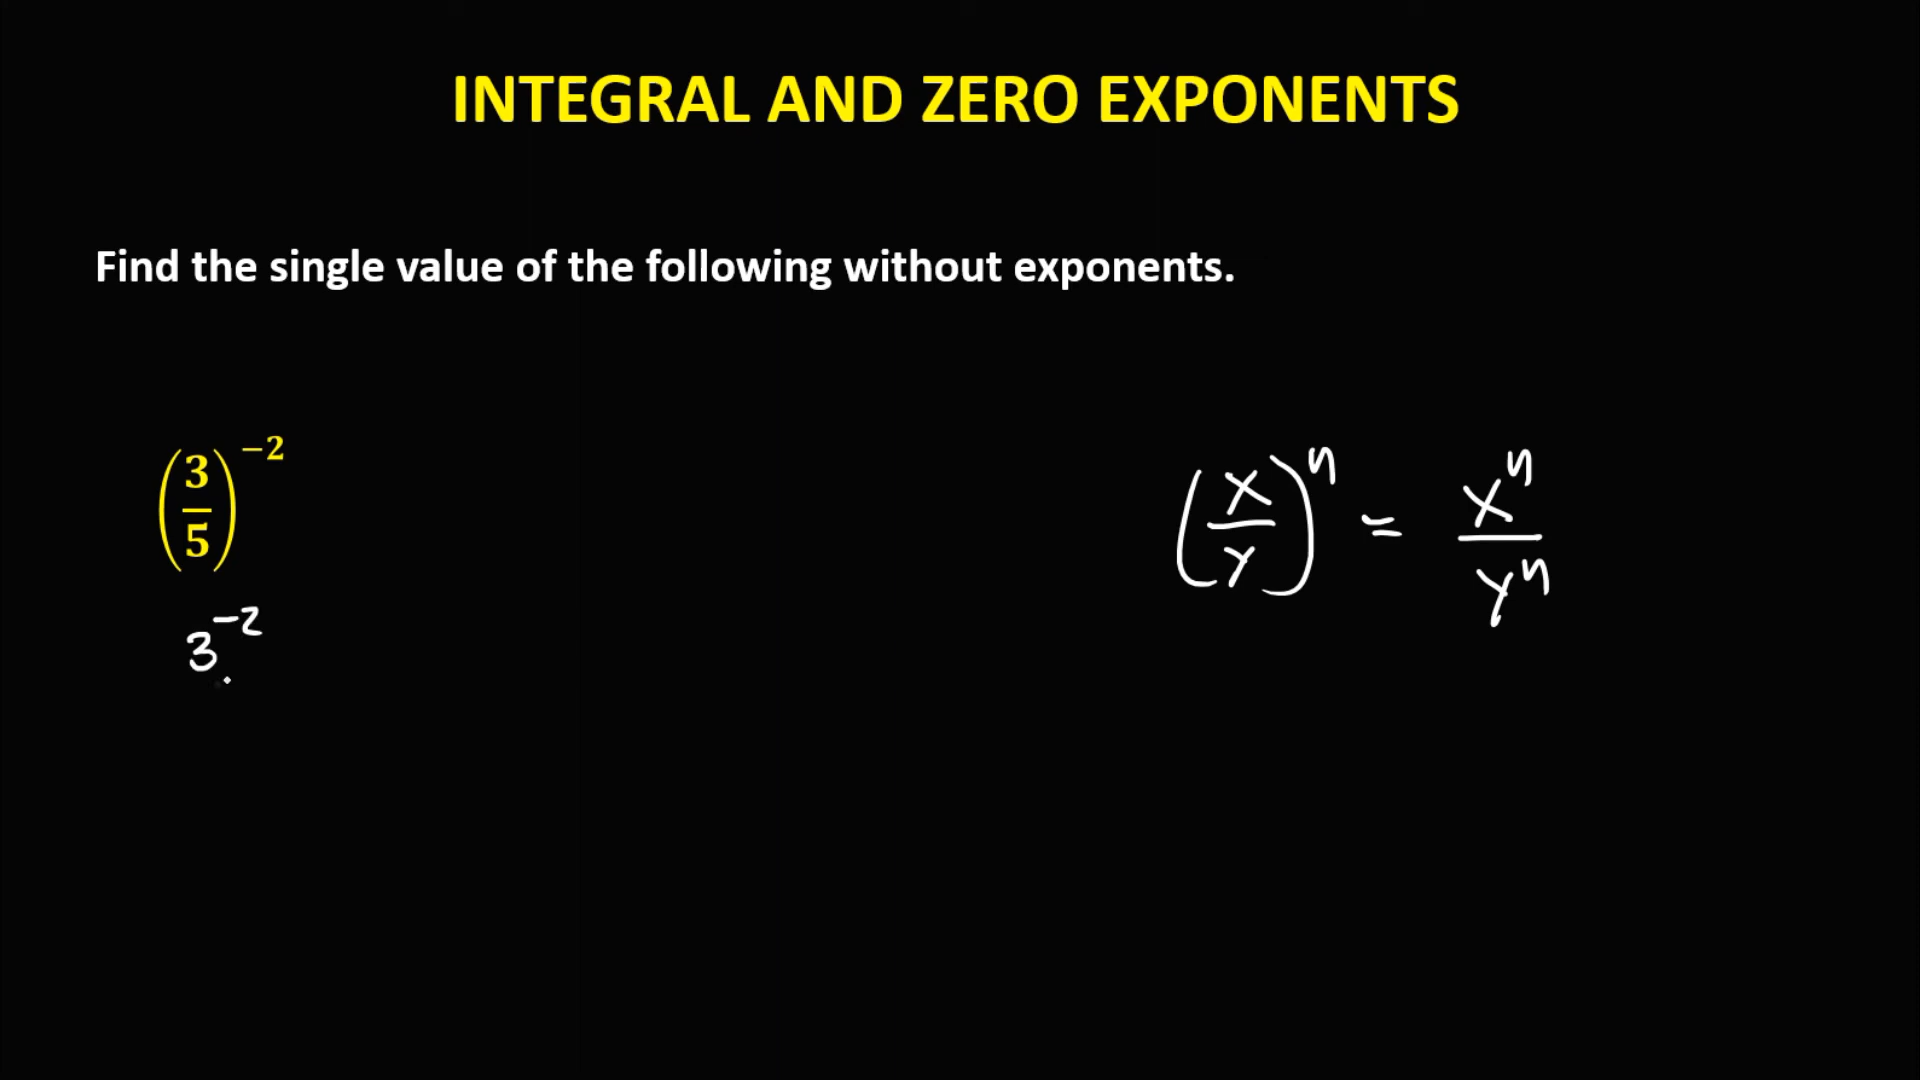 INTEGRAL AND ZERO EXPONENTS
Find the single value of the following without exponents.
(3/5)^−2
(x/y)^n = x^n/y^n
3^-2